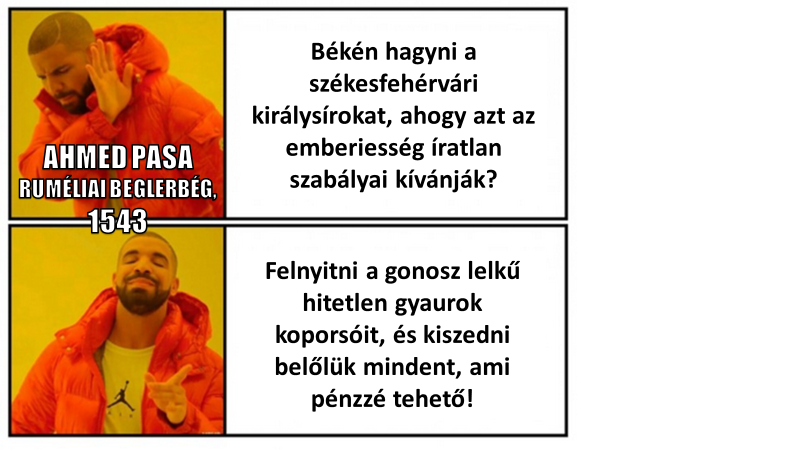 AHMED PASA
RUMÉLIAI BEGLERBÉG,
1543
Békén hagyni a
székesfehérvári
királysírokat, ahogy azt az
emberiesség íratlan
szabályai kívánják?
Felnyitni a gonosz lelkű
hitetlen gyaurok
koporsóit, és kiszedni
belőlük mindent, ami
pénzzé tehető!